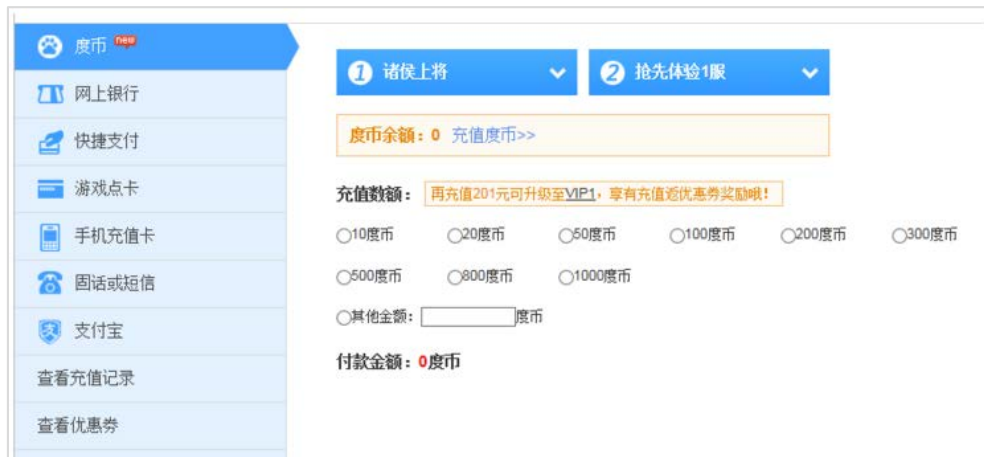 度币 new
网上银行
快捷支付
游戏点卡
手机充值卡
固话或短信
支付宝
查看充值记录
查看优惠券
1 诸侯上将 2 抢先体验1服
度币余额：0 充值度币>>
充值数额： 再充值201元可升级至VIP1，享有充值返优惠券奖励哦！
10度币 20度币 50度币 100度币 200度币 300度币
500度币 800度币 1000度币
其他金额： 度币
付款金额：0度币